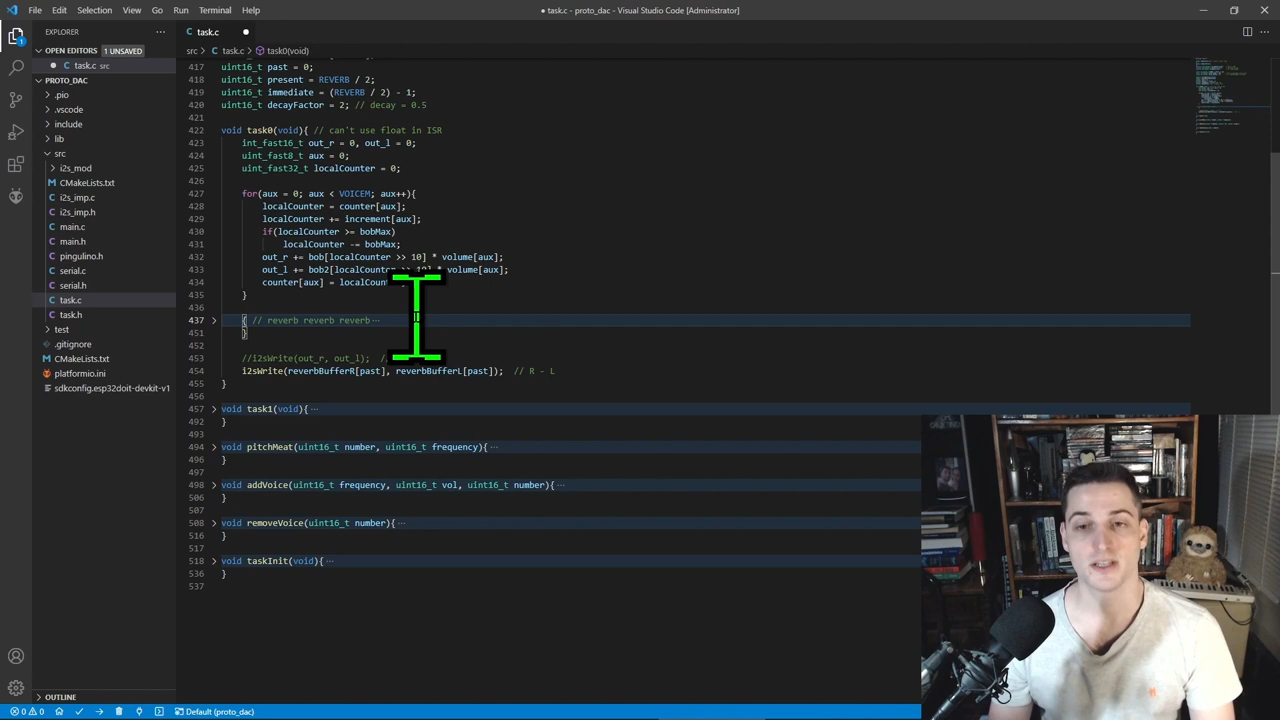 File Edit Selection View Go Run Terminal Help
● task.c - proto_dac - Visual Studio Code [Administrator]
EXPLORER
OPEN EDITORS 1 UNSAVED
task.c src
PROTO_DAC
.pio
.vscode
include
lib
src
i2s_mod
CMakeLists.txt
i2s_imp.c
i2s_imp.h
main.c
main.h
pingulino.h
serial.c
serial.h
task.c
task.h
test
.gitignore
CMakeLists.txt
platformio.ini
sdkconfig.esp32doit-devkit-v1
OUTLINE
task.c ●
src > task.c > task0(void)
417 uint16_t past = 0;
418 uint16_t present = REVERB / 2;
419 uint16_t immediate = (REVERB / 2) - 1;
420 uint16_t decayFactor = 2; // decay = 0.5
421
422 void task0(void){ // can't use float in ISR
423 int_fast16_t out_r = 0, out_l = 0;
424 uint_fast8_t aux = 0;
425 uint_fast32_t localCounter = 0;
426
427 for(aux = 0; aux < VOICEM; aux++){
428 localCounter = counter[aux];
429 localCounter += increment[aux];
430 if(localCounter >= bobMax)
431 localCounter -= bobMax;
432 out_r += bob[localCounter >> 10] * volume[aux];
433 out_l += bob2[localCounter >> 10] * volume[aux];
434 counter[aux] = localCoun
435 }
436
437 { // reverb reverb reverb ···
451 }
452
453 //i2sWrite(out_r, out_l); /
454 i2sWrite(reverbBufferR[past], reverbBufferL[past]); // R - L
455 }
456
457 void task1(void){ ···
492 }
493
494 void pitchMeat(uint16_t number, uint16_t frequency){ ···
496 }
497
498 void addVoice(uint16_t frequency, uint16_t vol, uint16_t number){ ···
506 }
507
508 void removeVoice(uint16_t number){ ···
516 }
517
518 void taskInit(void){ ···
536 }
537
0 0 Default (proto_dac)